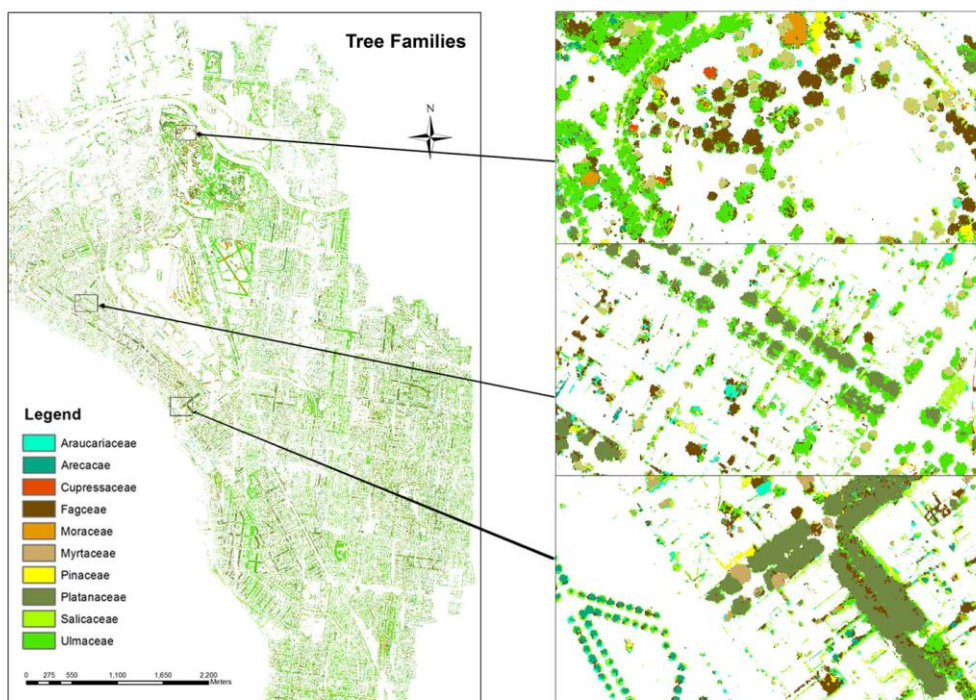 Tree Families
N
Legend
Araucariaceae
Arecacae
Cupressaceae
Fagceae
Moraceae
Myrtaceae
Pinaceae
Platanaceae
Salicaceae
Ulmaceae
0 275 550 1,100 1,650 2,200
Meters